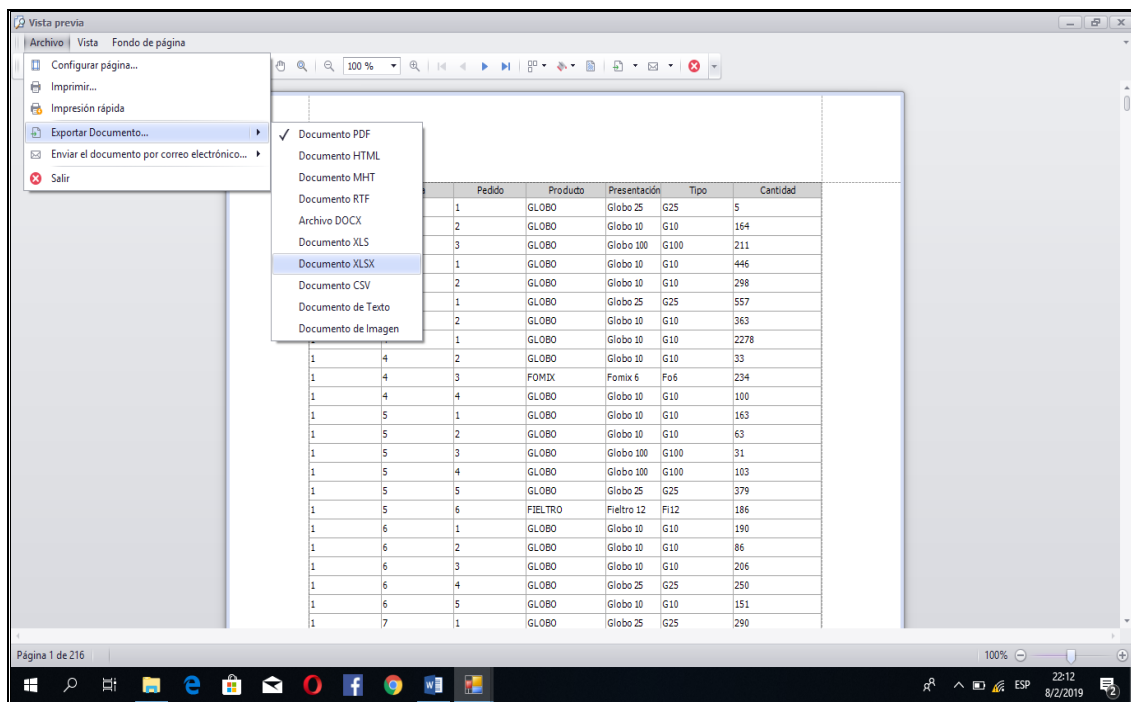 Vista previa
Archivo Vista Fondo de página
Configurar página...
100 %
Imprimir...
Impresión rápida
Exportar Documento...
Enviar el documento por correo electrónico...
Salir
Documento PDF
Documento HTML
Documento MHT
Documento RTF
Archivo DOCX
Documento XLS
Documento XLSX
Documento CSV
Documento de Texto
Documento de Imagen
Pedido Producto Presentación Tipo Cantidad
1 GLOBO Globo 25 G25 5
2 GLOBO Globo 10 G10 164
3 GLOBO Globo 100 G100 211
1 GLOBO Globo 10 G10 446
2 GLOBO Globo 10 G10 298
1 GLOBO Globo 25 G25 557
2 GLOBO Globo 10 G10 363
1 GLOBO Globo 10 G10 2278
1 4 2 GLOBO Globo 10 G10 33
1 4 3 FOMIX Fomix 6 Fo6 234
1 4 4 GLOBO Globo 10 G10 100
1 5 1 GLOBO Globo 10 G10 163
1 5 2 GLOBO Globo 10 G10 63
1 5 3 GLOBO Globo 100 G100 31
1 5 4 GLOBO Globo 100 G100 103
1 5 5 GLOBO Globo 25 G25 379
1 5 6 FIELTRO Fieltro 12 Fi12 186
1 6 1 GLOBO Globo 10 G10 190
1 6 2 GLOBO Globo 10 G10 86
1 6 3 GLOBO Globo 10 G10 206
1 6 4 GLOBO Globo 25 G25 250
1 6 5 GLOBO Globo 10 G10 151
1 7 1 GLOBO Globo 25 G25 290
Página 1 de 216
100%
ESP
22:12
8/2/2019
2